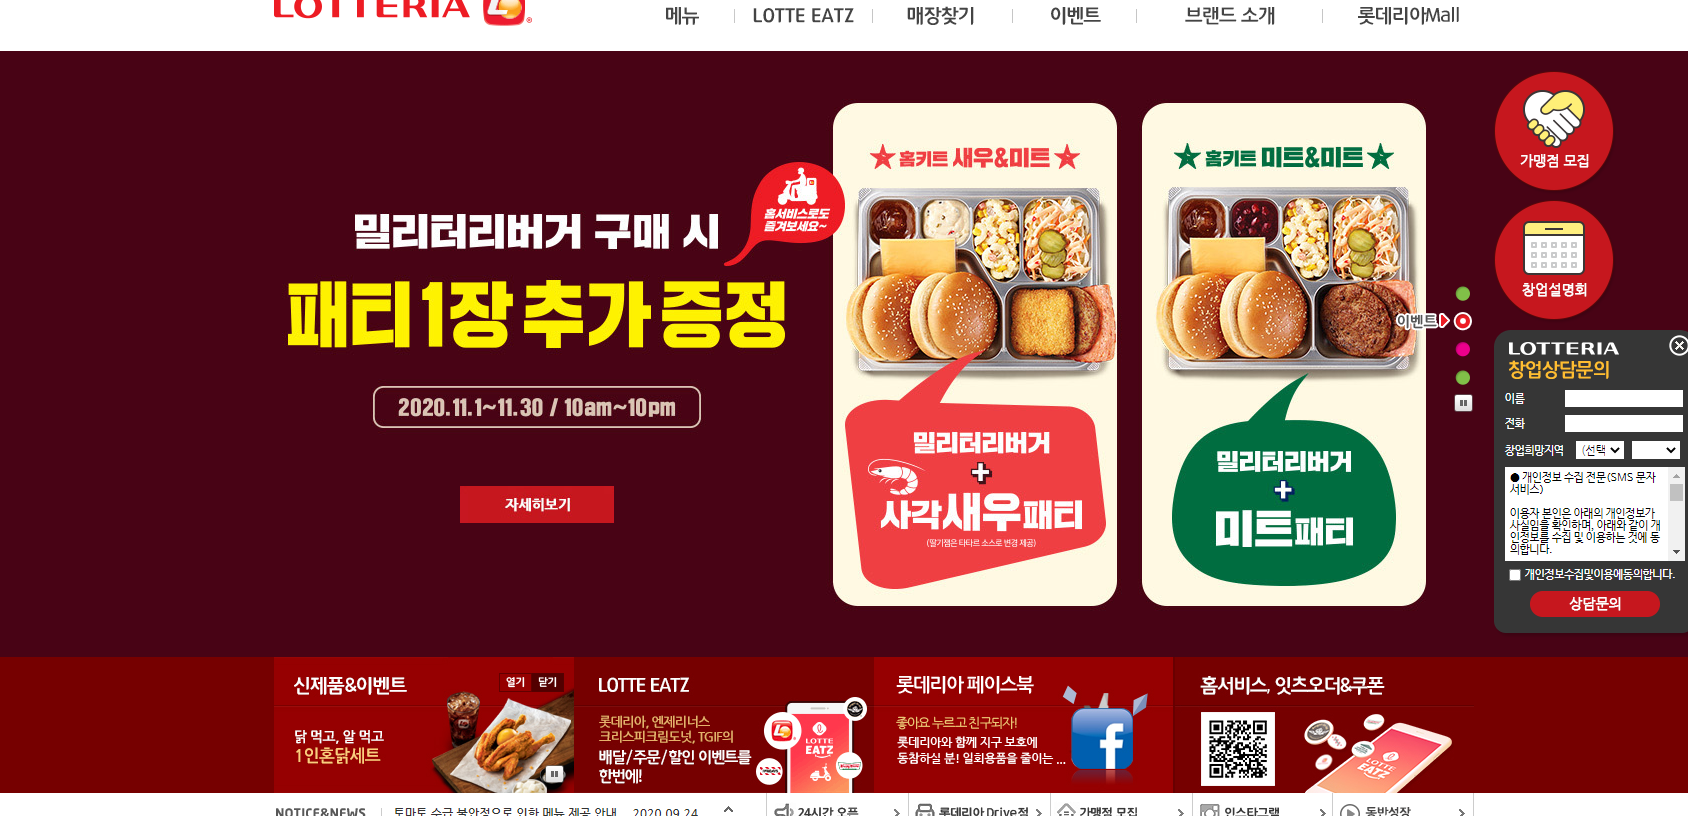 LOTTERIA
메뉴
LOTTE EATZ
매장찾기
이벤트
브랜드 소개
롯데리아Mall
밀리터리버거 구매 시
패티 1장 추가 증정
2020.11.1~11.30 / 10am~10pm
자세히보기
홈서비스로도
즐겨보세요~
홈키트 새우&미트
밀리터리버거
+
사각새우패티
(딸기잼은 타타르 소스로 변경 제공)
홈키트 미트&미트
밀리터리버거
+
미트패티
이벤트
가맹점 모집
창업설명회
LOTTERIA
창업상담문의
이름
전화
창업희망지역 (선택
● 개인정보 수집 전문(SMS 문자
서비스)
이용자 본인은 아래의 개인정보가
사실임을 확인하며, 아래와 같이 개
인정보를 수집 및 이용하는 것에 동
의합니다.
개인정보수집및이용에동의합니다.
상담문의
신제품&이벤트
열기 닫기
닭 먹고, 알 먹고
1인혼닭세트
LOTTE EATZ
롯데리아, 엔제리너스
크리스피크림도넛, TGIF의
배달/주문/할인 이벤트를
한번에!
LOTTE
EATZ
롯데리아 페이스북
좋아요 누르고 친구되자!
롯데리아와 함께 지구 보호에
동참하실 분! 일회용품을 줄이는 ...
홈서비스, 잇츠오더&쿠폰
LOTTE
EATZ
NOTICE&NEWS
토마토 수급 불안정으로 인한 메뉴 제공 안내 2020.09.24
24시간 오픈
롯데리아 Drive점
가맹점 모집
인스타그램
동반성장